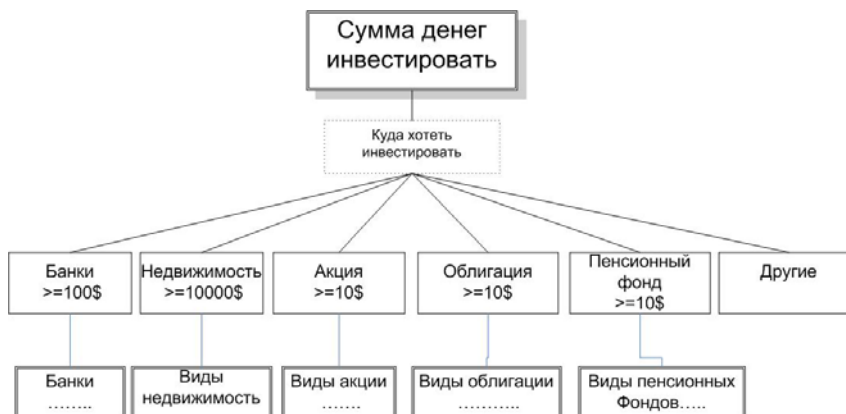 Сумма денег
инвестировать
Куда хотеть
инвестировать
Банки
>=100$
Недвижимость
>=10000$
Акция
>=10$
Облигация
>=10$
Пенсионный
фонд
>=10$
Другие
Банки
……..
Виды
недвижимость
Виды акции
…….
Виды облигации
………..
Виды пенсионных
Фондов…..